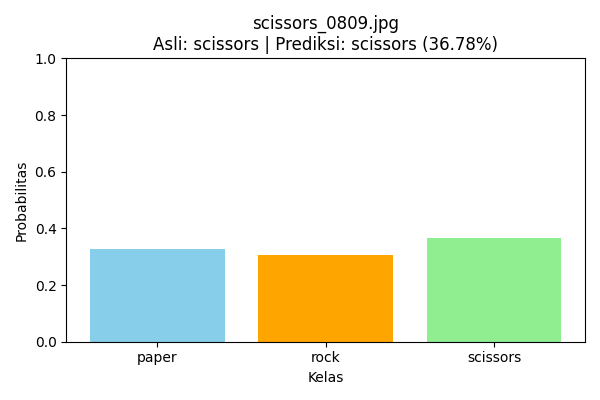 scissors_0809.jpg
Asli: scissors | Prediksi: scissors (36.78%)
1.0
0.8
0.6
0.4
0.2
0.0
Probabilitas
paper
rock
scissors
Kelas